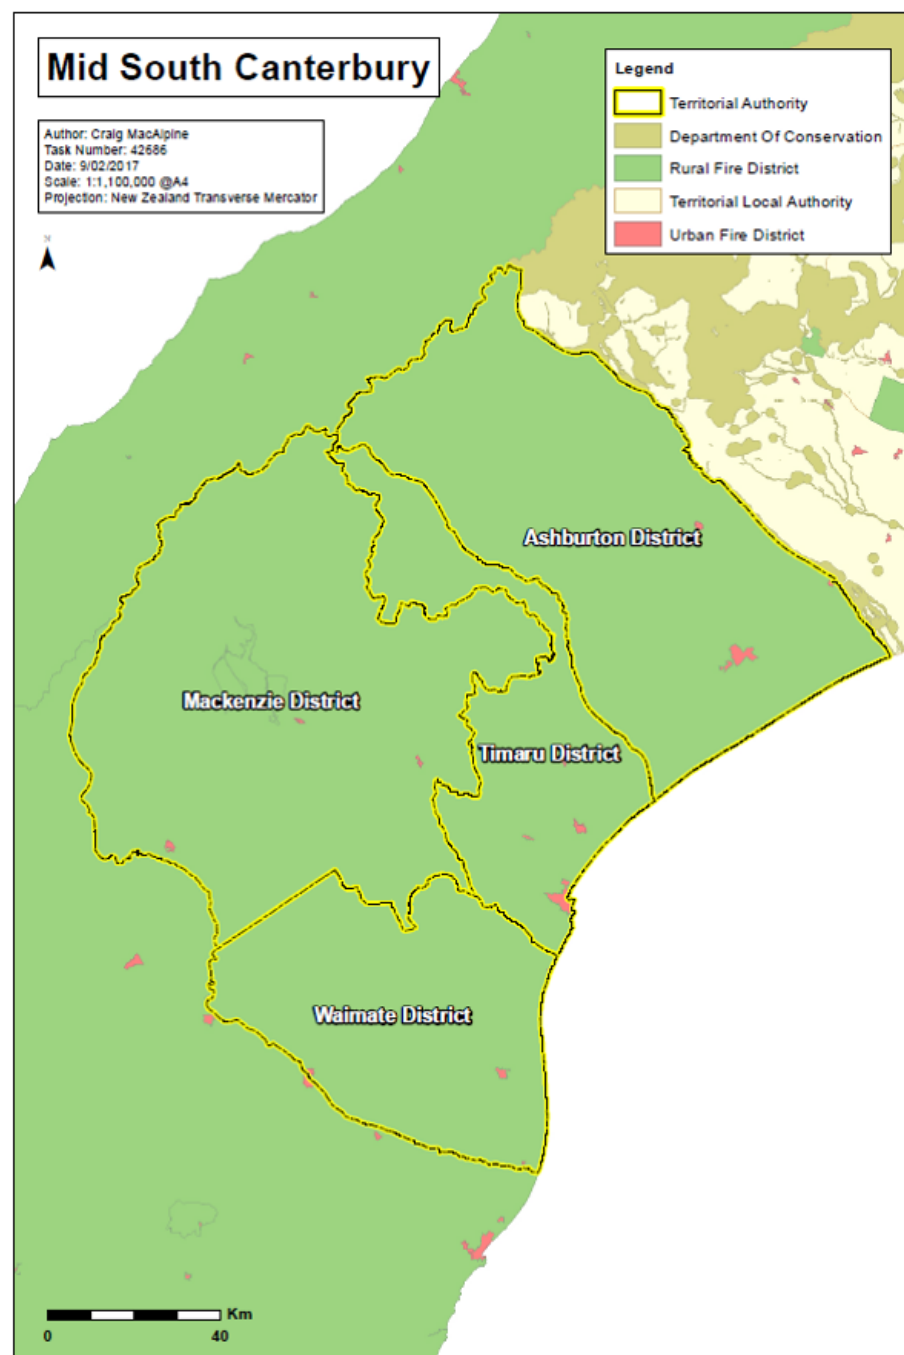 Mid South Canterbury
Author: Craig MacAlpine
Task Number: 42686
Date: 9/02/2017
Scale: 1:1,100,000 @A4
Projection: New Zealand Transverse Mercator
N
Legend
Territorial Authority
Department Of Conservation
Rural Fire District
Territorial Local Authority
Urban Fire District
Ashburton District
Mackenzie District
Timaru District
Waimate District
Km
0 40